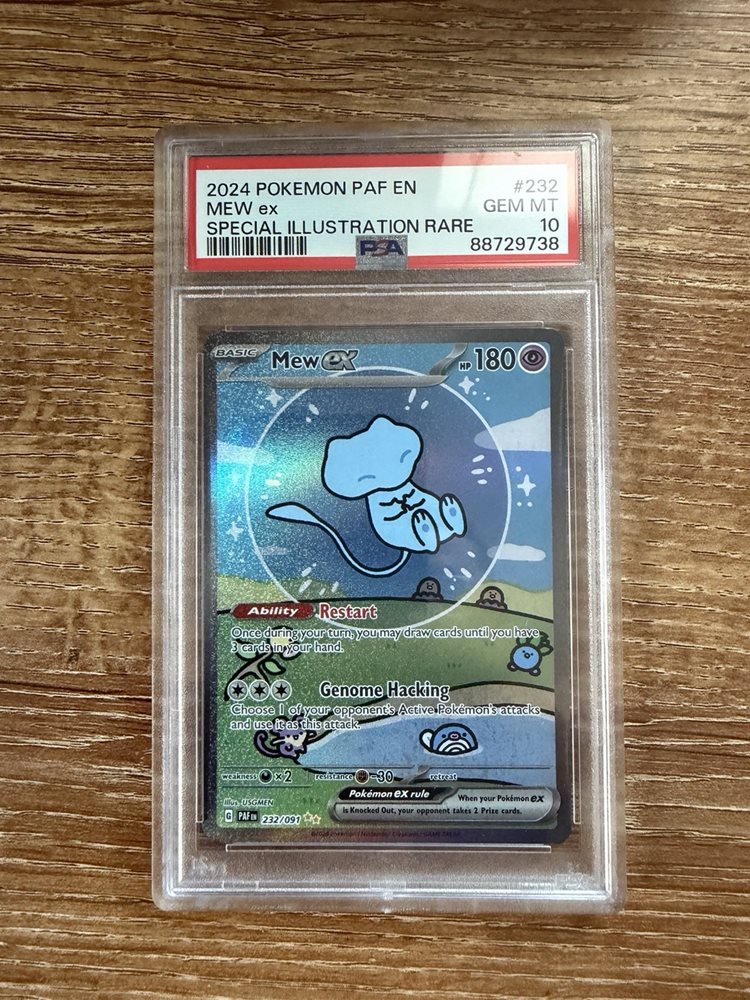 2024 POKEMON PAF EN #232
MEW ex GEM MT
SPECIAL ILLUSTRATION RARE 10
PSA 88729738
BASIC Mew ex HP 180
Ability Restart
Once during your turn, you may draw cards until you have
3 cards in your hand.
Genome Hacking
Choose 1 of your opponent's Active Pokémon's attacks
and use it as this attack.
weakness ×2 resistance -30 retreat
Pokémon ex rule When your Pokémon ex
is Knocked Out, your opponent takes 2 Prize cards.
Illus. USGMEN
G PAF EN 232/091